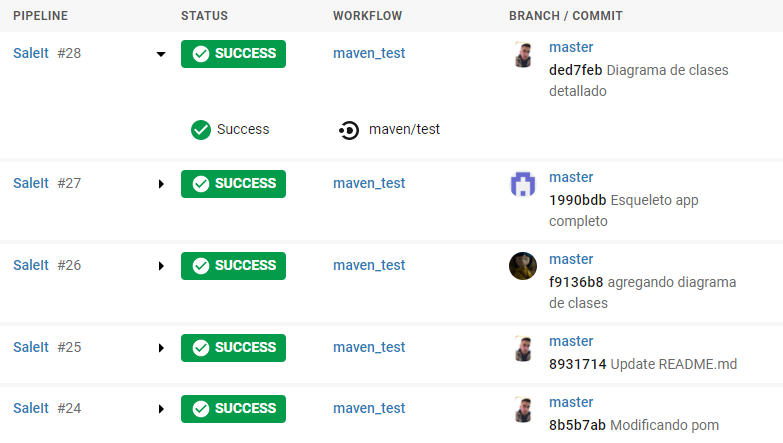 PIPELINE STATUS WORKFLOW BRANCH / COMMIT
SaleIt #28 SUCCESS maven_test master
ded7feb Diagrama de clases
detallado
Success maven/test
SaleIt #27 SUCCESS maven_test master
1990bdb Esqueleto app
completo
SaleIt #26 SUCCESS maven_test master
f9136b8 agregando diagrama
de clases
SaleIt #25 SUCCESS maven_test master
8931714 Update README.md
SaleIt #24 SUCCESS maven_test master
8b5b7ab Modificando pom